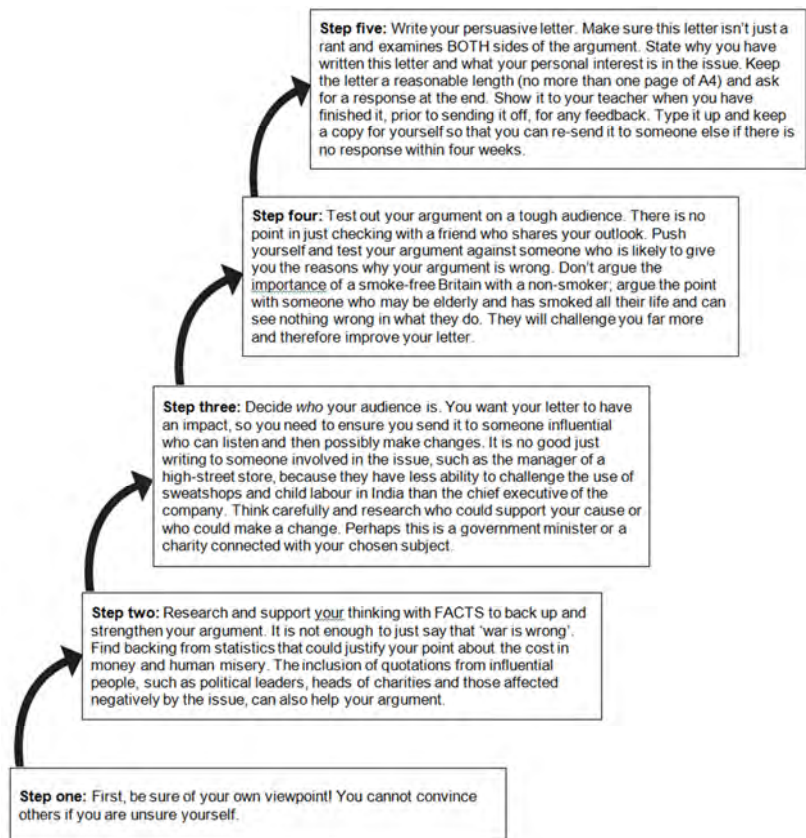 Step five: Write your persuasive letter. Make sure this letter isn't just a
rant and examines BOTH sides of the argument. State why you have
written this letter and what your personal interest is in the issue. Keep
the letter a reasonable length (no more than one page of A4) and ask
for a response at the end. Show it to your teacher when you have
finished it, prior to sending it off, for any feedback. Type it up and keep
a copy for yourself so that you can re-send it to someone else if there is
no response within four weeks.
Step four: Test out your argument on a tough audience. There is no
point in just checking with a friend who shares your outlook. Push
yourself and test your argument against someone who is likely to give
you the reasons why your argument is wrong. Don't argue the
importance of a smoke-free Britain with a non-smoker; argue the point
with someone who may be elderly and has smoked all their life and can
see nothing wrong in what they do. They will challenge you far more
and therefore improve your letter.
Step three: Decide who your audience is. You want your letter to have
an impact, so you need to ensure you send it to someone influential
who can listen and then possibly make changes. It is no good just
writing to someone involved in the issue, such as the manager of a
high-street store, because they have less ability to challenge the use of
sweatshops and child labour in India than the chief executive of the
company. Think carefully and research who could support your cause or
who could make a change. Perhaps this is a government minister or a
charity connected with your chosen subject.
Step two: Research and support your thinking with FACTS to back up and
strengthen your argument. It is not enough to just say that 'war is wrong'.
Find backing from statistics that could justify your point about the cost in
money and human misery. The inclusion of quotations from influential
people, such as political leaders, heads of charities and those affected
negatively by the issue, can also help your argument.
Step one: First, be sure of your own viewpoint! You cannot convince
others if you are unsure yourself.